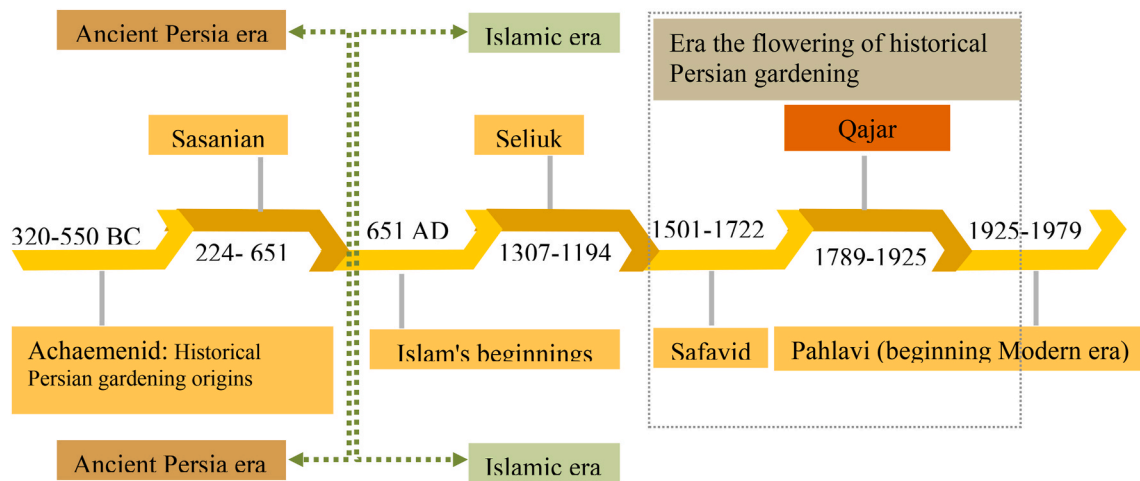 Ancient Persia era
Islamic era
Era the flowering of historical
Persian gardening
Sasanian
Seljuk
Qajar
320-550 BC
224- 651
651 AD
1307-1194
1501-1722
1789-1925
1925-1979
Achaemenid: Historical
Persian gardening origins
Islam's beginnings
Safavid
Pahlavi (beginning Modern era)
Ancient Persia era
Islamic era